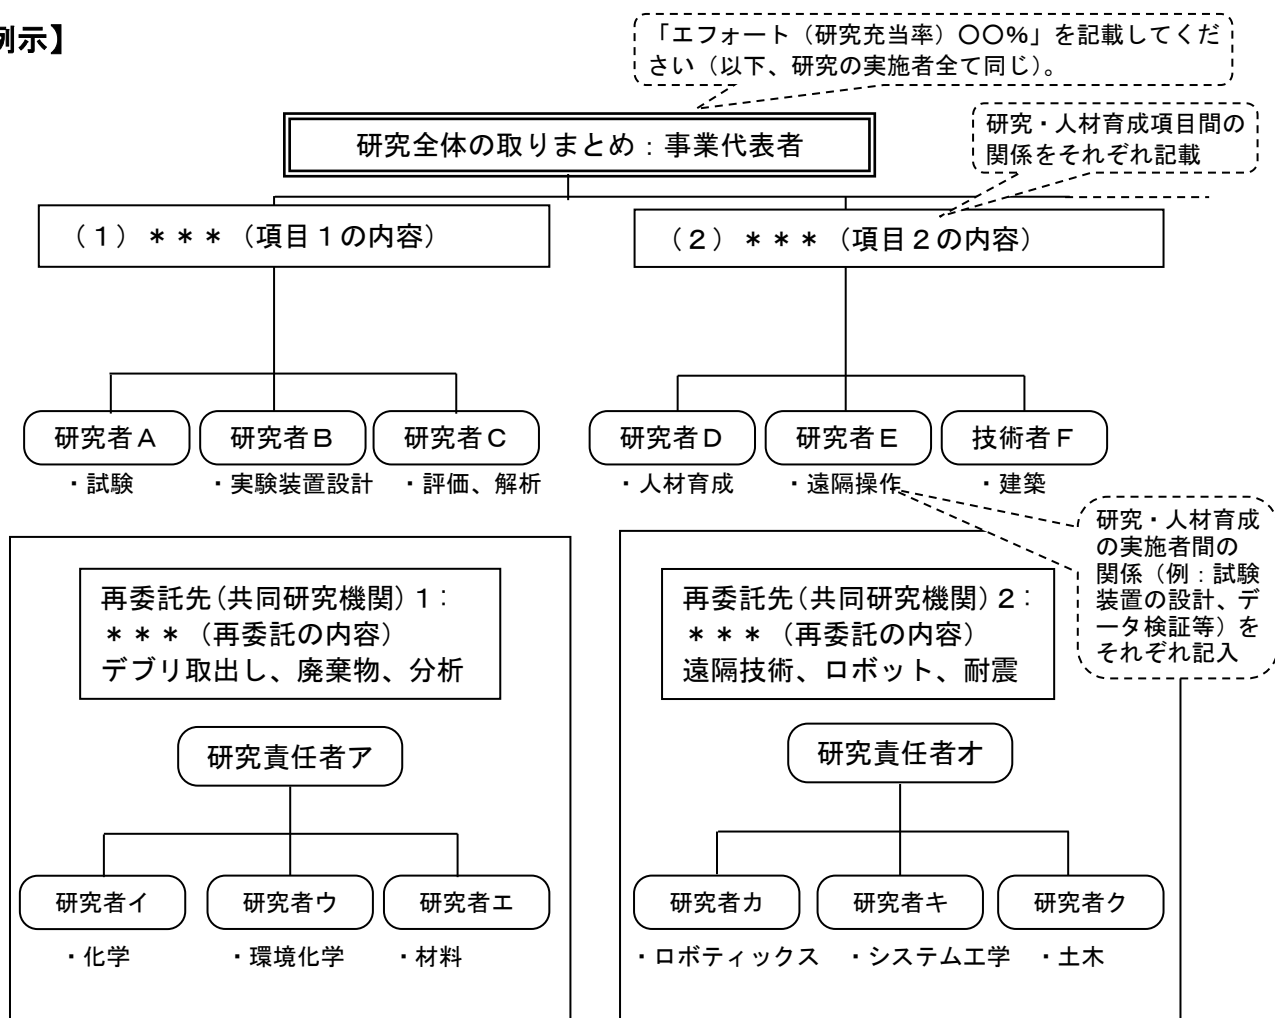 例示】
「エフォート（研究充当率）〇〇%」を記載してくだ
さい（以下、研究の実施者全て同じ）。
研究全体の取りまとめ：事業代表者
研究・人材育成項目間の
関係をそれぞれ記載
（１）＊＊＊（項目１の内容）
（２）＊＊＊（項目２の内容）
研究者Ａ
研究者Ｂ
研究者Ｃ
研究者Ｄ
研究者Ｅ
技術者Ｆ
・試験
・実験装置設計
・評価、解析
・人材育成
・遠隔操作
・建築
研究・人材育成
の実施者間の
関係（例：試験
装置の設計、デ
ータ検証等）を
それぞれ記入
再委託先（共同研究機関）１：
＊＊＊（再委託の内容）
デブリ取出し、廃棄物、分析
再委託先（共同研究機関）２：
＊＊＊（再委託の内容）
遠隔技術、ロボット、耐震
研究責任者ア
研究責任者オ
研究者イ
研究者ウ
研究者エ
研究者カ
研究者キ
研究者ク
・化学
・環境化学
・材料
・ロボティックス
・システム工学
・土木